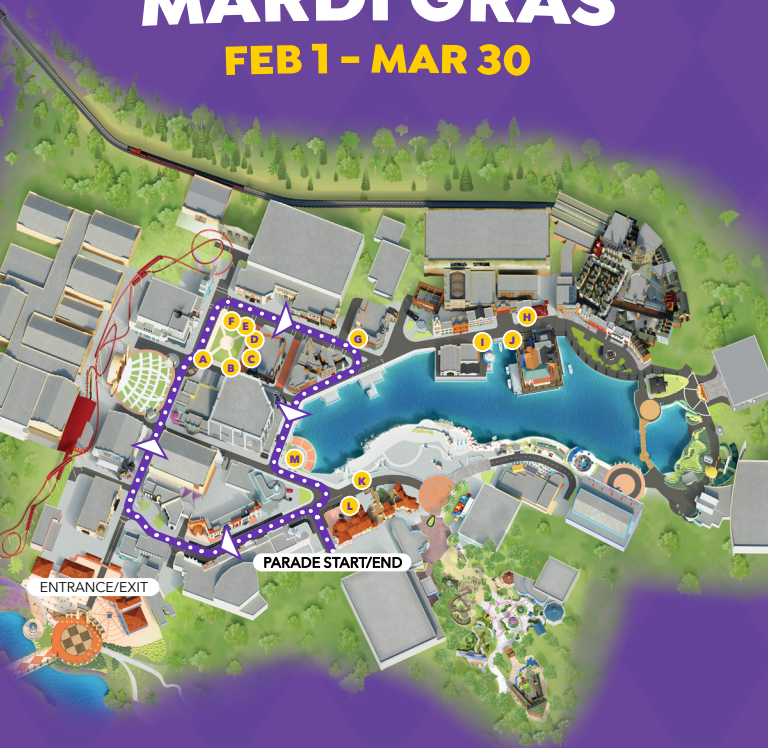 MARDI GRAS
FEB 1 – MAR 30
H
F
E
D
G
J
I
A
C
B
M
K
L
PARADE START/END
ENTRANCE/EXIT